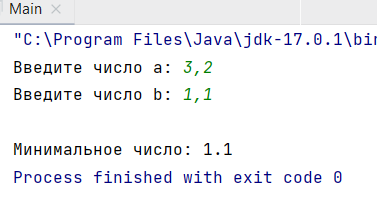 Main
"C:\Program Files\Java\jdk-17.0.1\bin
Введите число a: 3,2
Введите число b: 1,1
Минимальное число: 1.1
Process finished with exit code 0